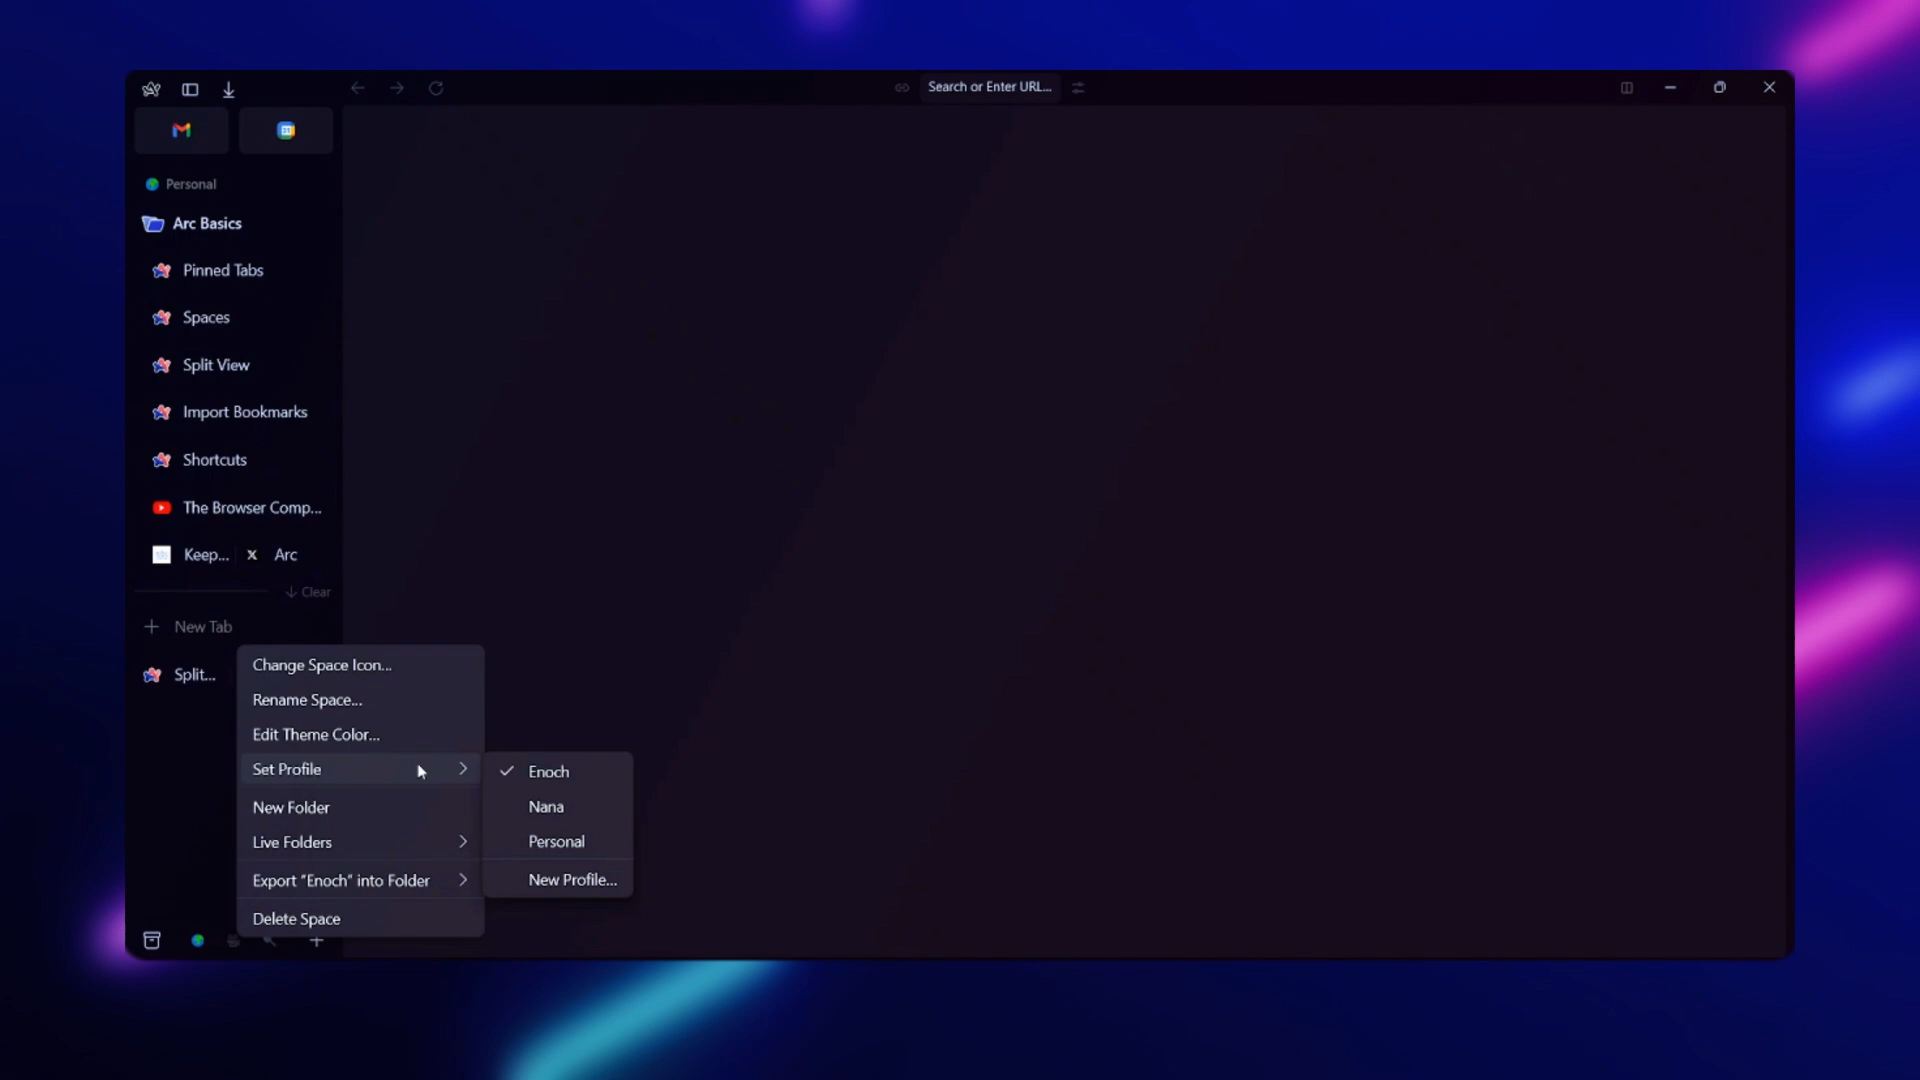 Search or Enter URL...
31
Personal
Arc Basics
Pinned Tabs
Spaces
Split View
Import Bookmarks
Shortcuts
The Browser Comp...
Keep... X Arc
Clear
New Tab
Split...
Change Space Icon...
Rename Space...
Edit Theme Color...
Set Profile
New Folder
Live Folders
Export "Enoch" into Folder
Delete Space
Enoch
Nana
Personal
New Profile...